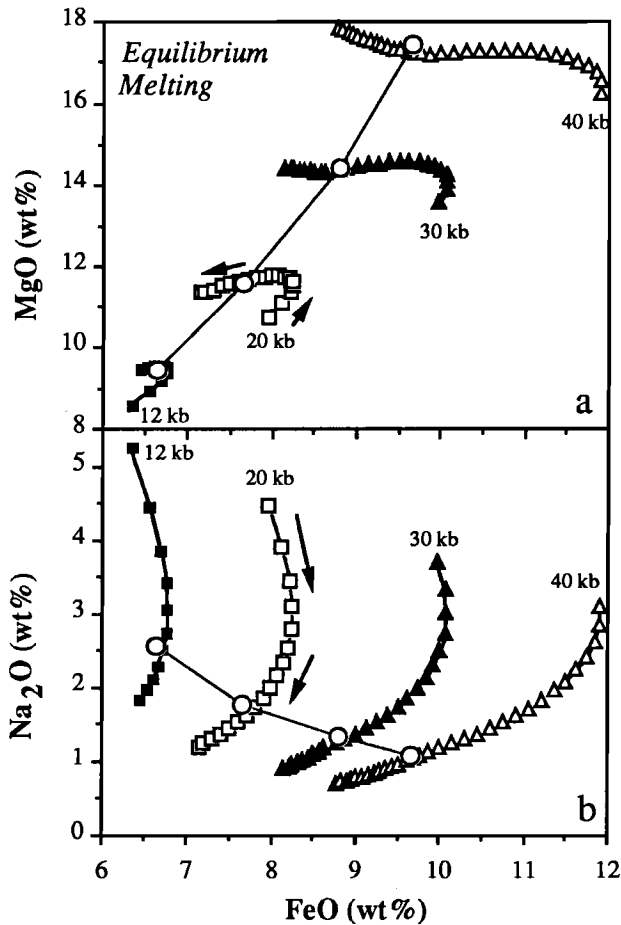 18
16
14
12
10
8
MgO (wt%)
Equilibrium
Melting
40 kb
30 kb
20 kb
12 kb
a
5
4
3
2
1
0
Na2O (wt%)
12 kb
20 kb
30 kb
40 kb
b
6 7 8 9 10 11 12
FeO (wt%)